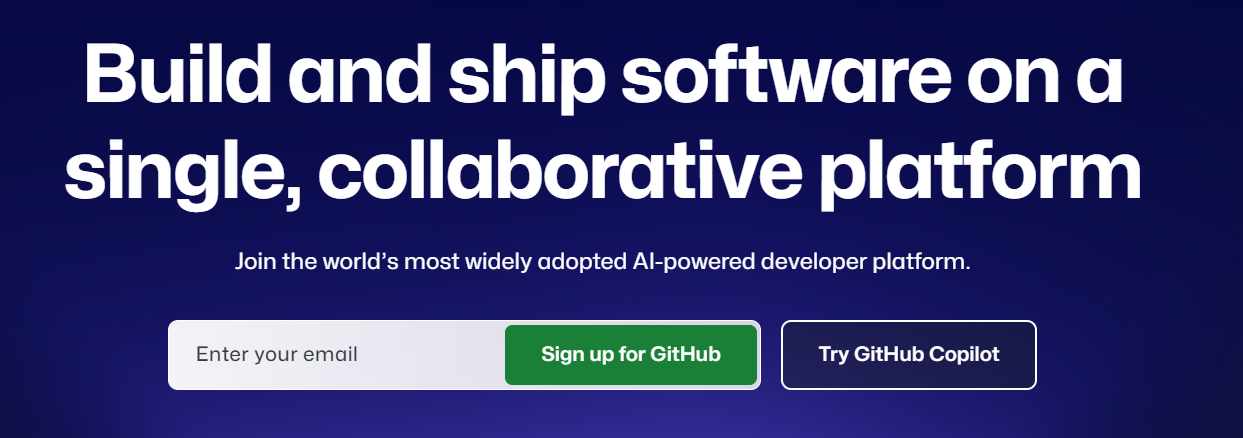 Build and ship software on a
single, collaborative platform
Join the world’s most widely adopted AI-powered developer platform.
Enter your email
Sign up for GitHub
Try GitHub Copilot